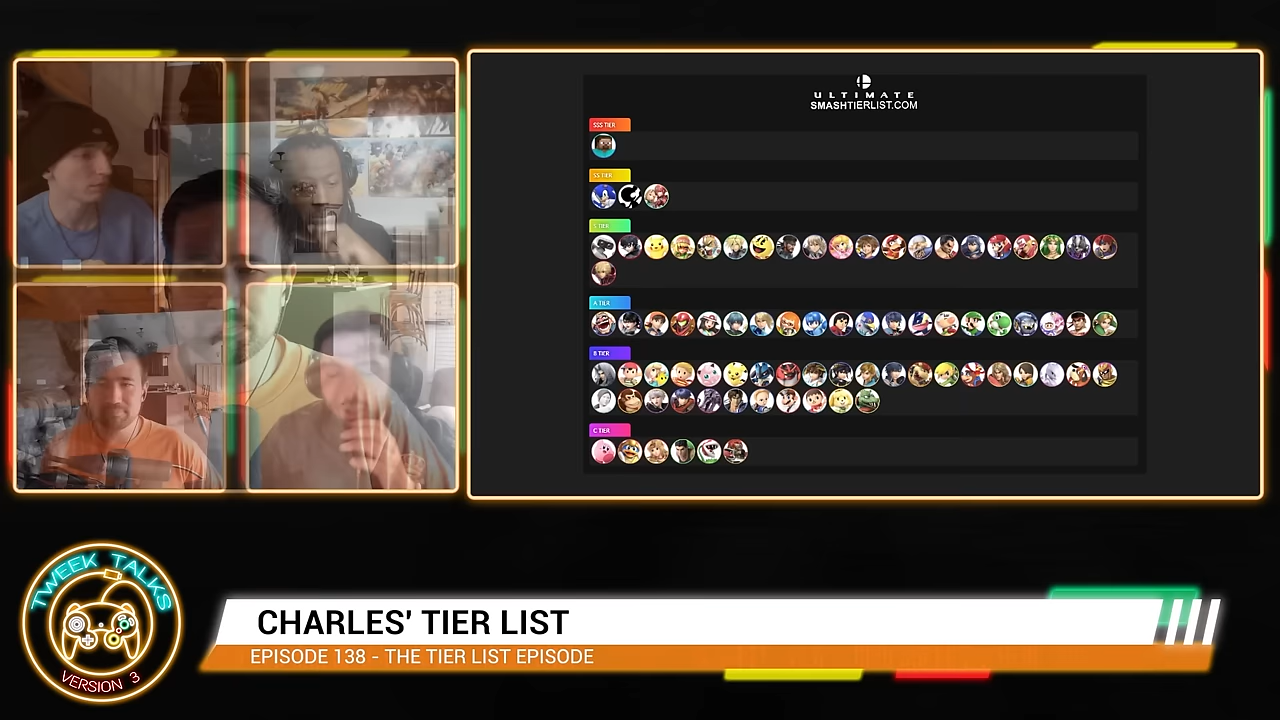 ULTIMATE
SMASHTIERLIST.COM
SSS TIER
SS TIER
S TIER
A TIER
B TIER
C TIER
TWEEK TALKS
VERSION 3
CHARLES' TIER LIST
EPISODE 138 - THE TIER LIST EPISODE